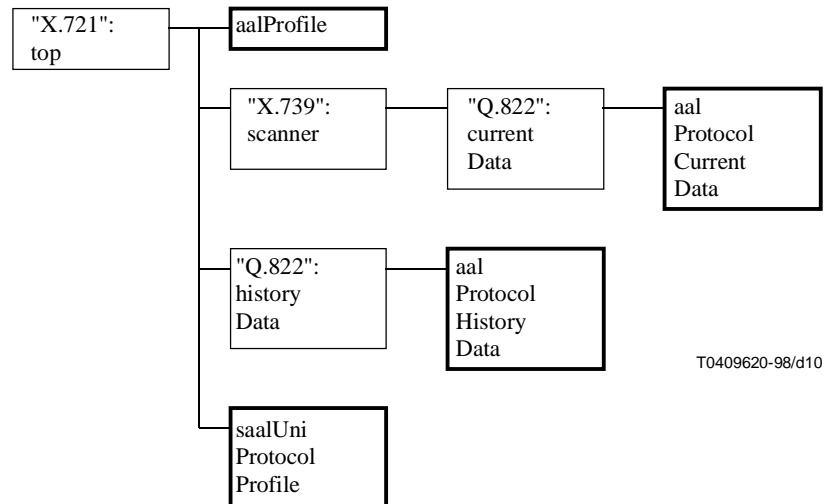 "X.721":
top
aalProfile
"X.739":
scanner
"Q.822":
current
Data
aal
Protocol
Current
Data
"Q.822":
history
Data
aal
Protocol
History
Data
T0409620-98/d10
saalUni
Protocol
Profile